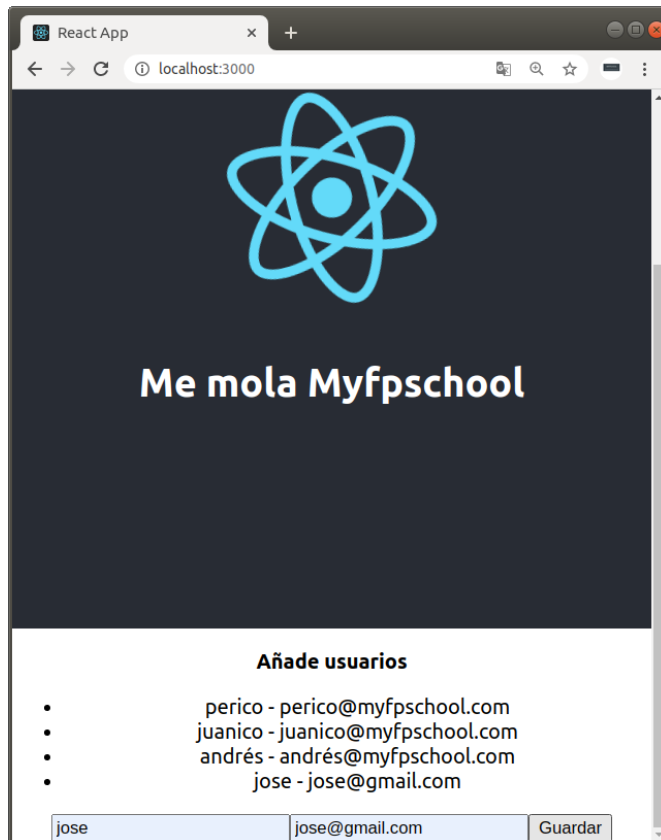 React App
localhost:3000
Me mola Myfpschool
Añade usuarios
perico - perico@myfpschool.com
juanico - juanico@myfpschool.com
andrés - andrés@myfpschool.com
jose - jose@gmail.com
jose jose@gmail.com Guardar